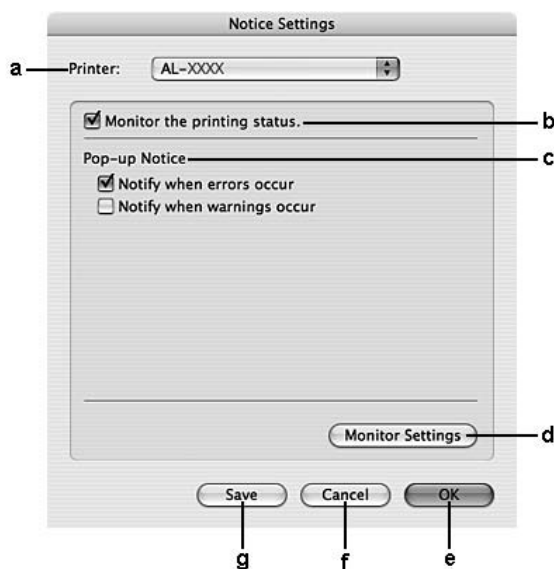 Notice Settings
a Printer: AL-XXXX
Monitor the printing status. b
Pop-up Notice c
Notify when errors occur
Notify when warnings occur
Monitor Settings d
Save Cancel OK
g f e